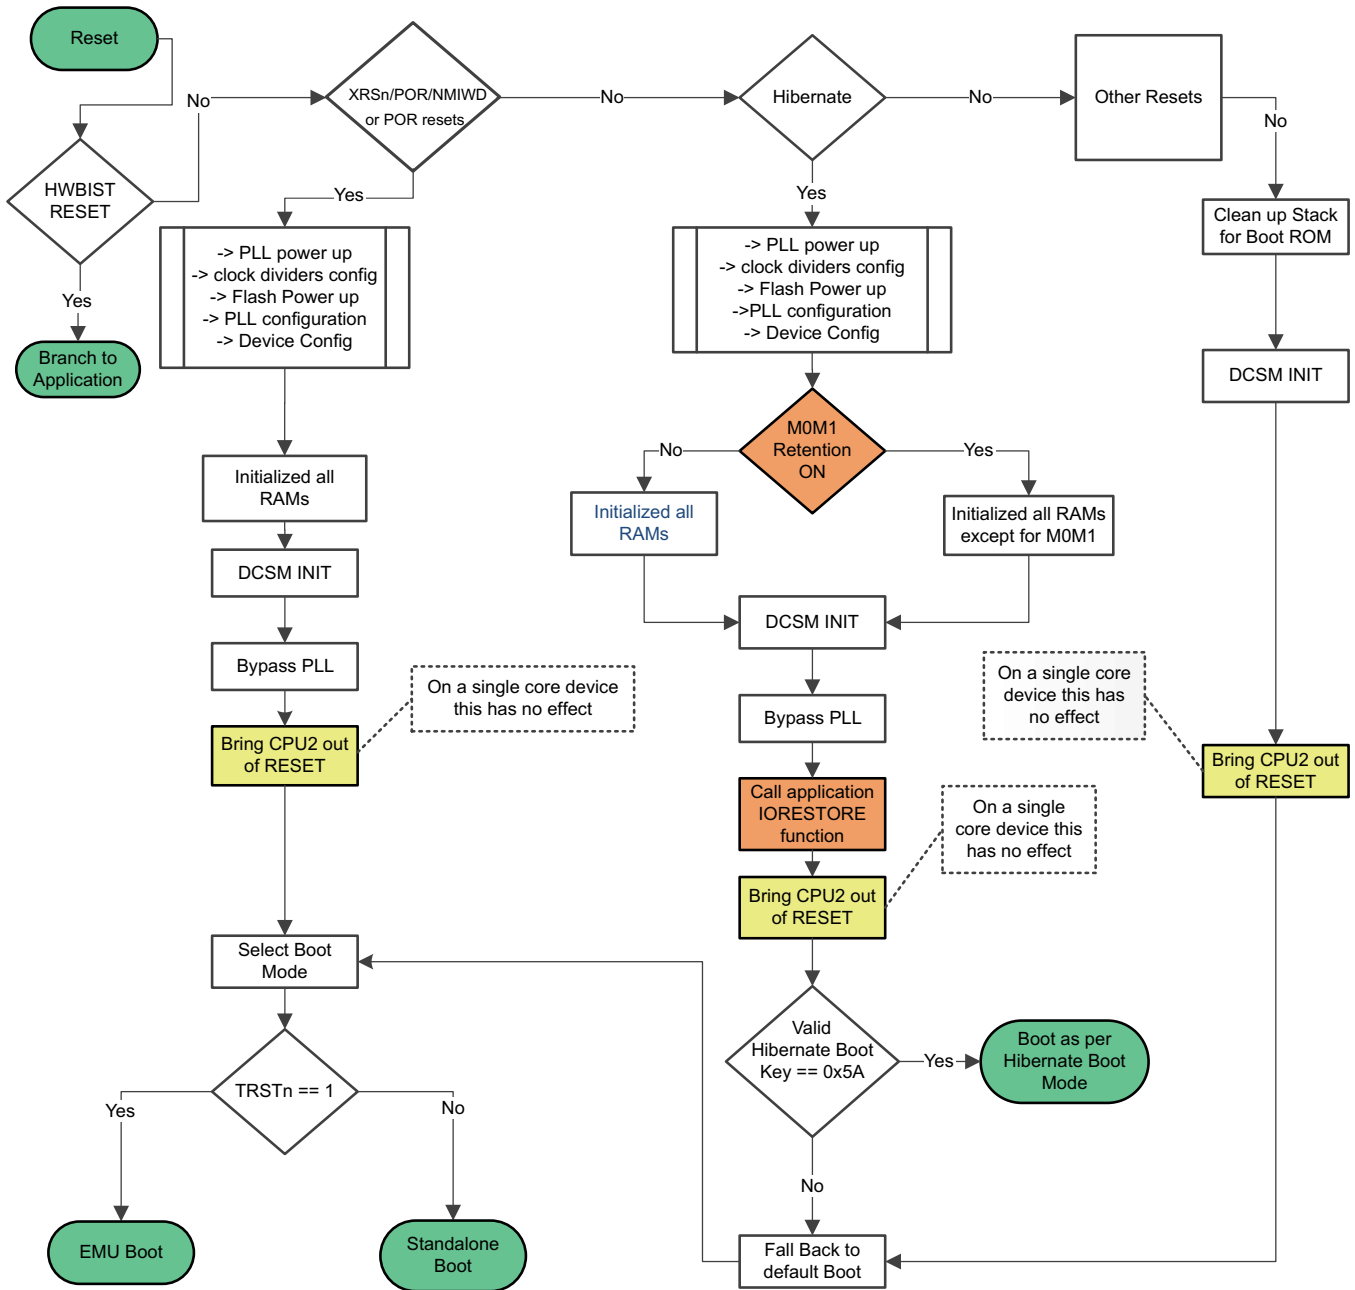 Reset
No
XRSn/POR/NMIWD
or POR resets
No
Hibernate
No
Other Resets
No
HWBIST
RESET
Yes
Branch to
Application
Yes
-> PLL power up
-> clock dividers config
-> Flash Power up
-> PLL configuration
-> Device Config
Initialized all
RAMs
DCSM INIT
Bypass PLL
On a single core device
this has no effect
Bring CPU2 out
of RESET
Select Boot
Mode
TRSTn == 1
Yes
No
EMU Boot
Standalone
Boot
Yes
-> PLL power up
-> clock dividers config
-> Flash Power up
->PLL configuration
-> Device Config
M0M1
Retention
ON
No
Yes
Initialized all
RAMs
Initialized all RAMs
except for M0M1
DCSM INIT
Bypass PLL
Call application
IORESTORE
function
On a single
core device this
has no effect
Bring CPU2 out
of RESET
Valid
Hibernate Boot
Key == 0x5A
Yes
Boot as per
Hibernate Boot
Mode
No
Fall Back to
default Boot
Clean up Stack
for Boot ROM
DCSM INIT
On a single core
device this has
no effect
Bring CPU2 out
of RESET